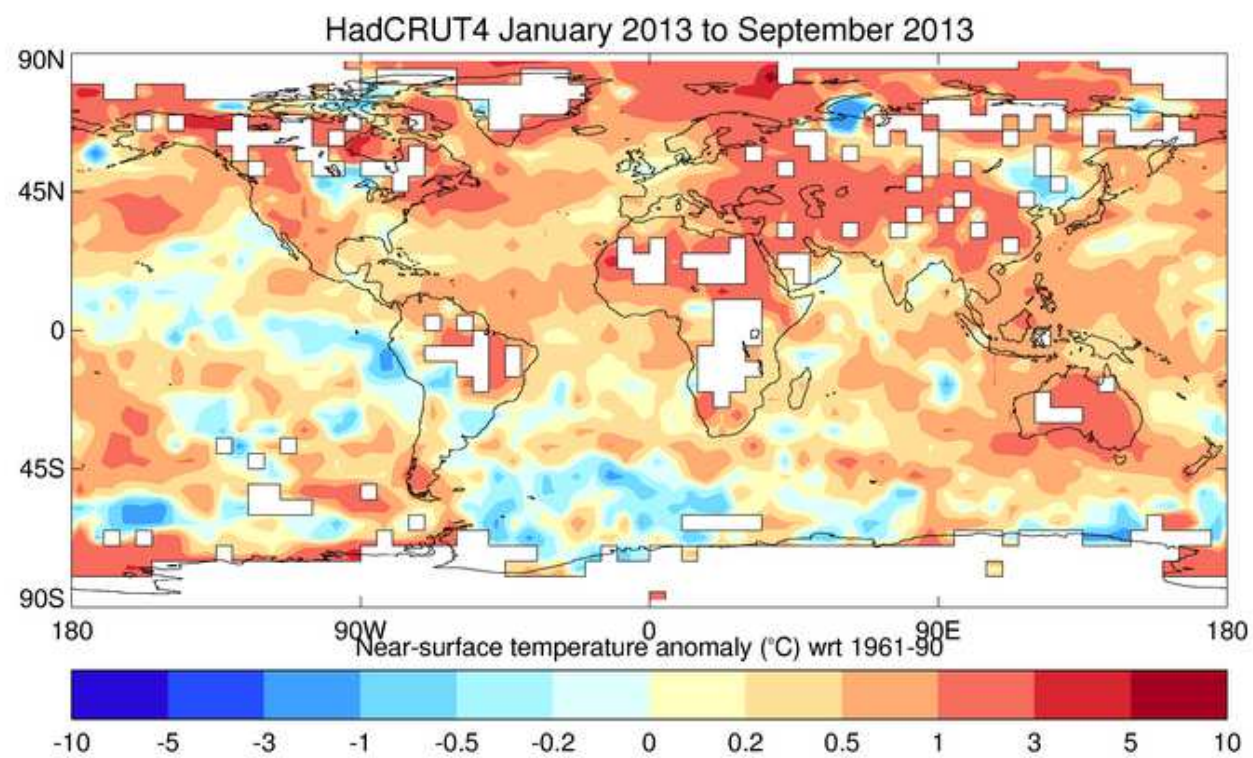 HadCRUT4 January 2013 to September 2013
90N
45N
0
45S
90S
180 90W 0 90E 180
Near-surface temperature anomaly (°C) wrt 1961-90
-10 -5 -3 -1 -0.5 -0.2 0 0.2 0.5 1 3 5 10